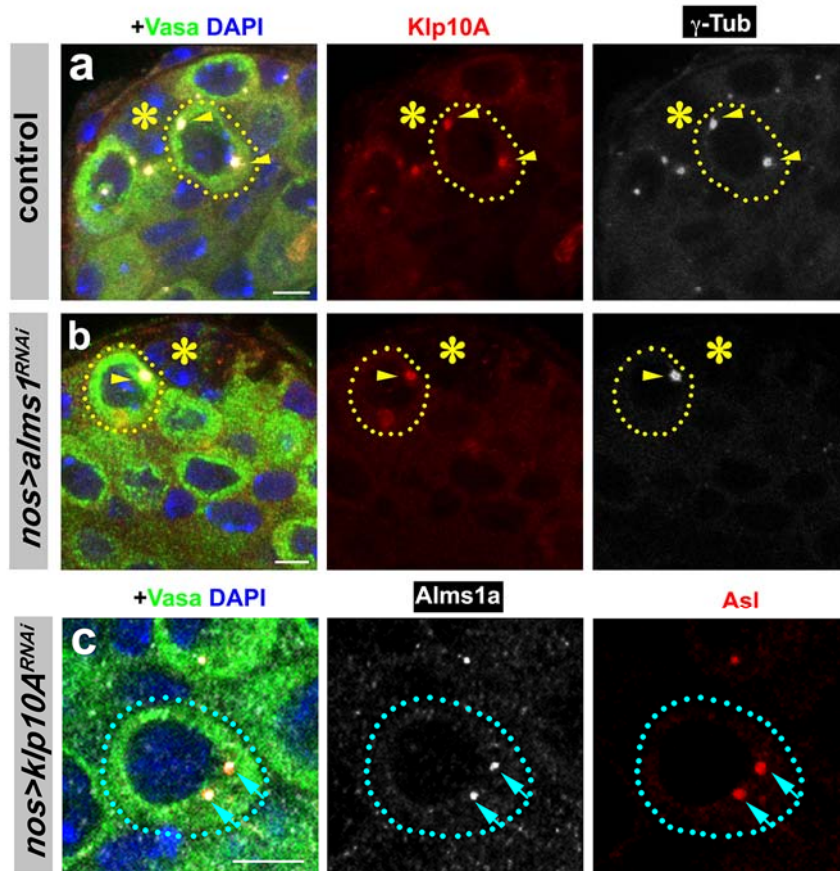 +Vasa DAPI Klp10A γ-Tub
control
a
nos>alms1RNAi
b
+Vasa DAPI Alms1a Asl
nos>klp10ARNAi
c